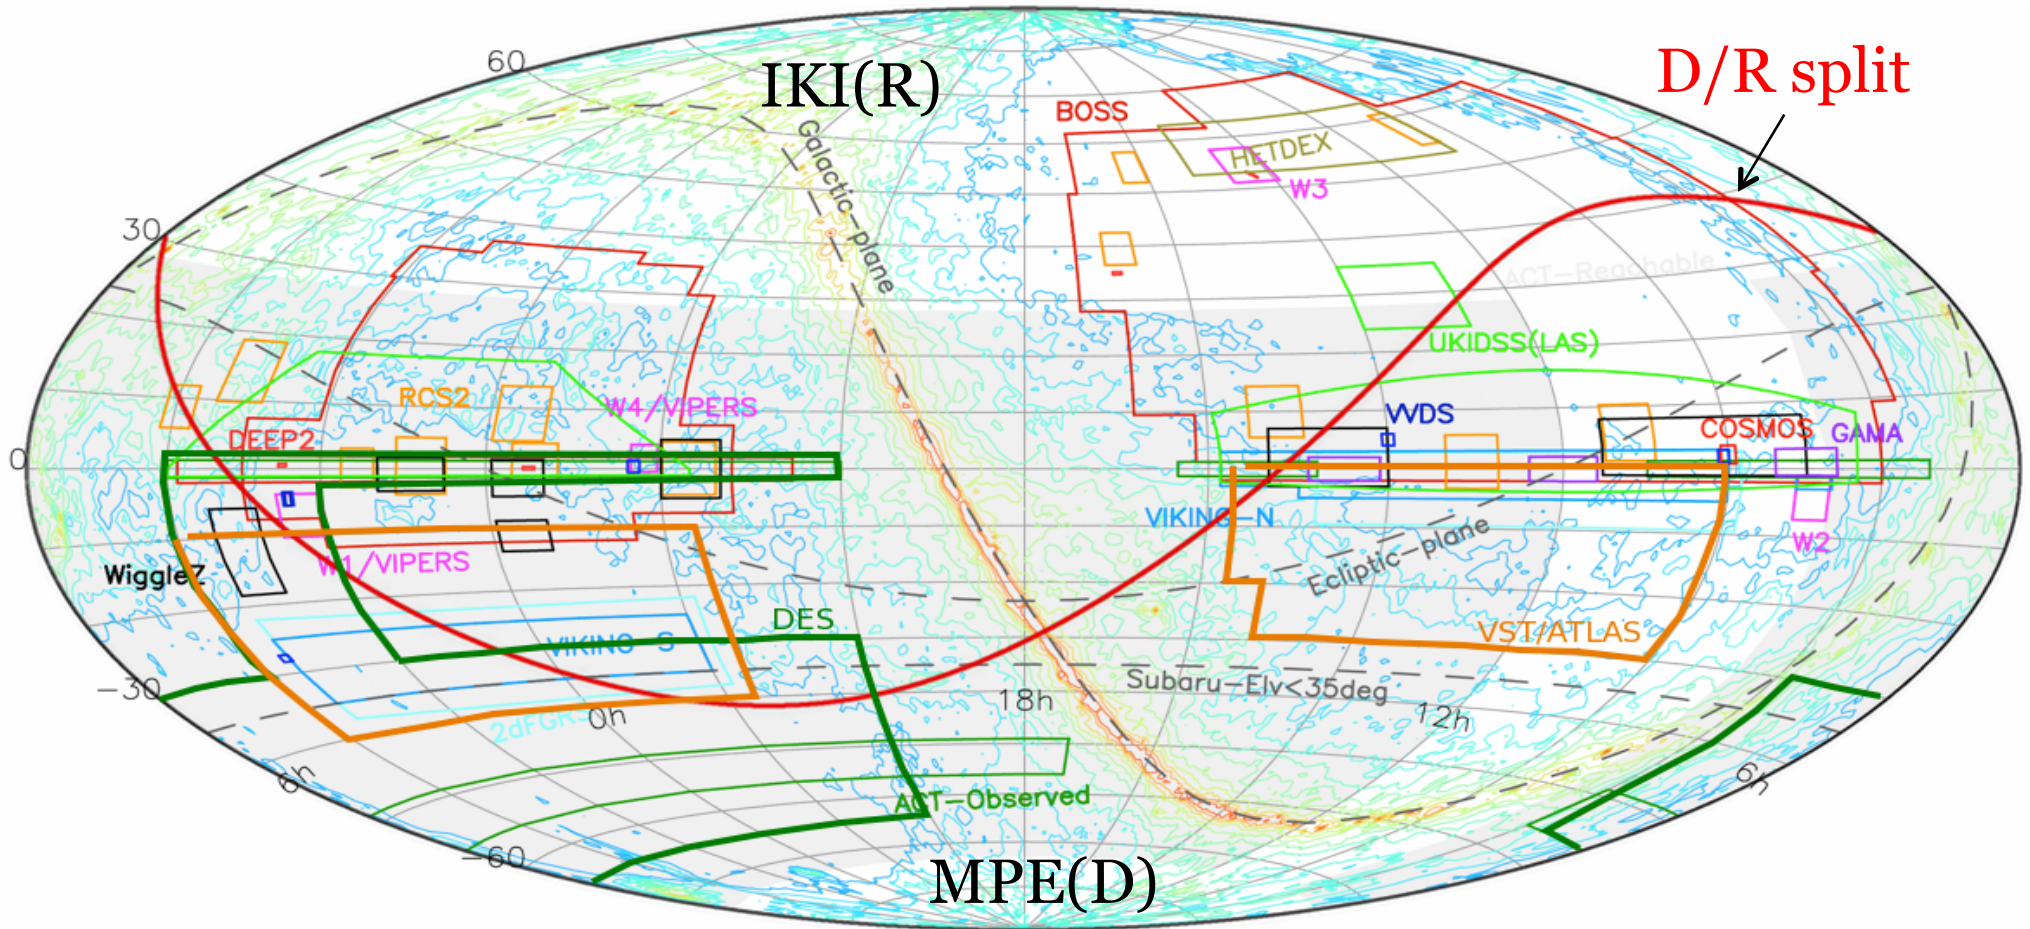 60
IKI(R)
D/R split
BOSS
HETDEX
W3
Galactic-plane
30
ACT-Reachable
UKIDSS(LAS)
RCS2
W4/VIPERS
VVDS
DEEP2
COSMOS
GAMA
0
VIKING-N
W2
WiggleZ
W1/VIPERS
Ecliptic-plane
DES
VST/ATLAS
VIKING-S
-30
Subaru-Elv<35deg
18h
0h
12h
2dFGRS
6h
6h
ACT-Observed
-60
MPE(D)